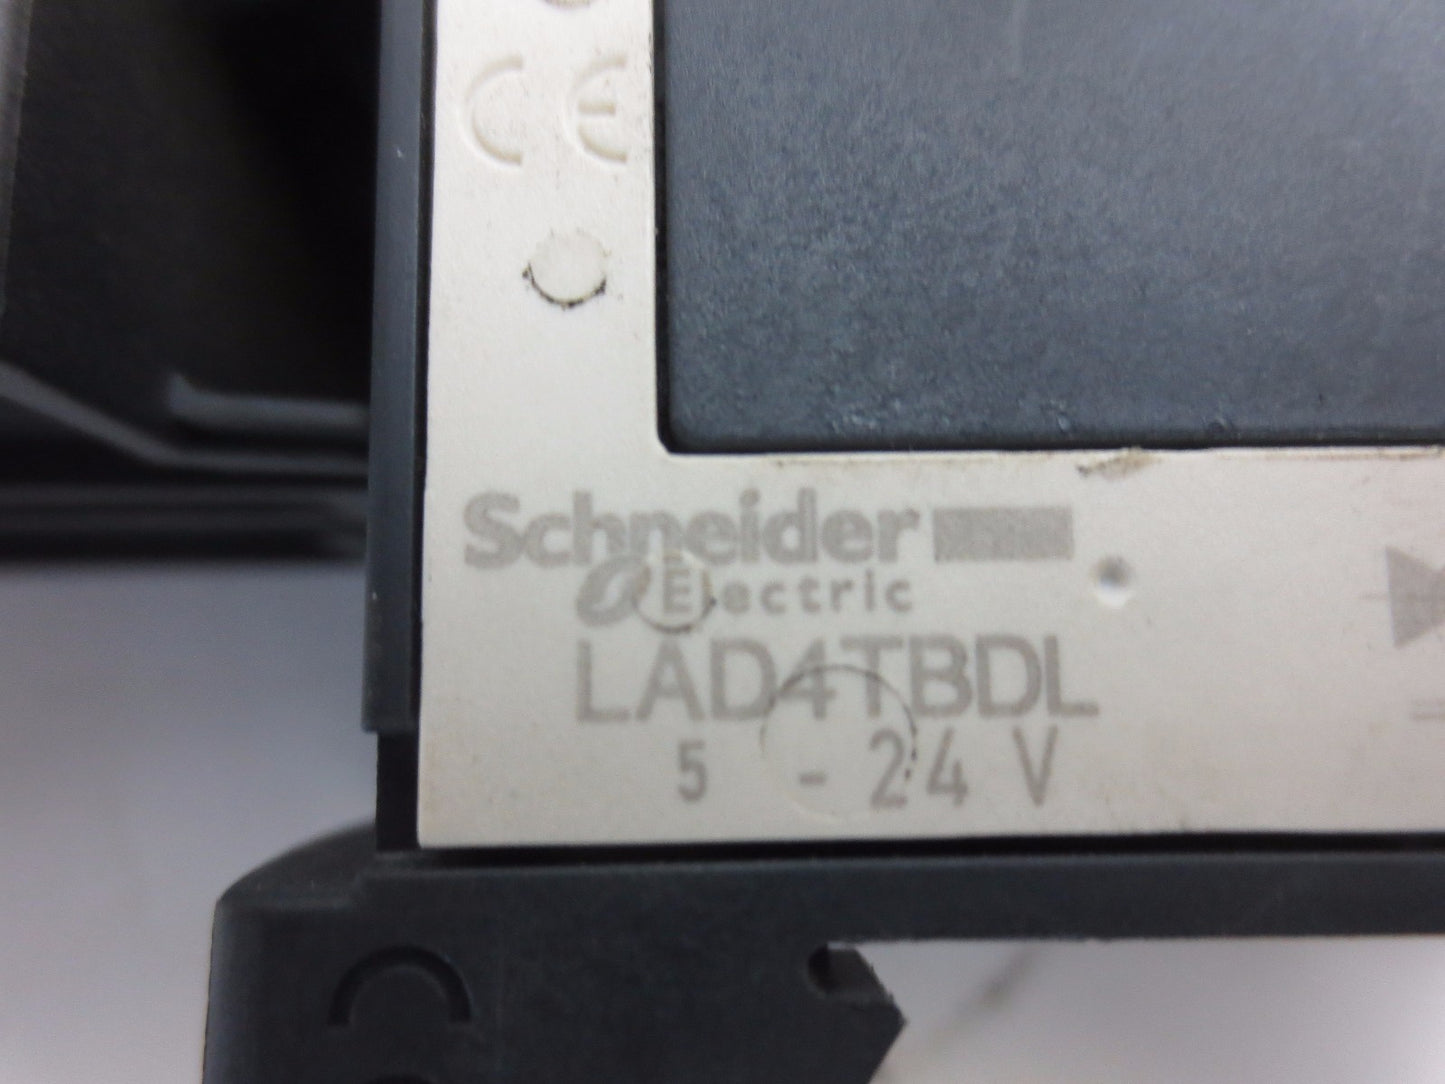 CE
Schneider
Electric
LAD4TBDL
5 - 24 V